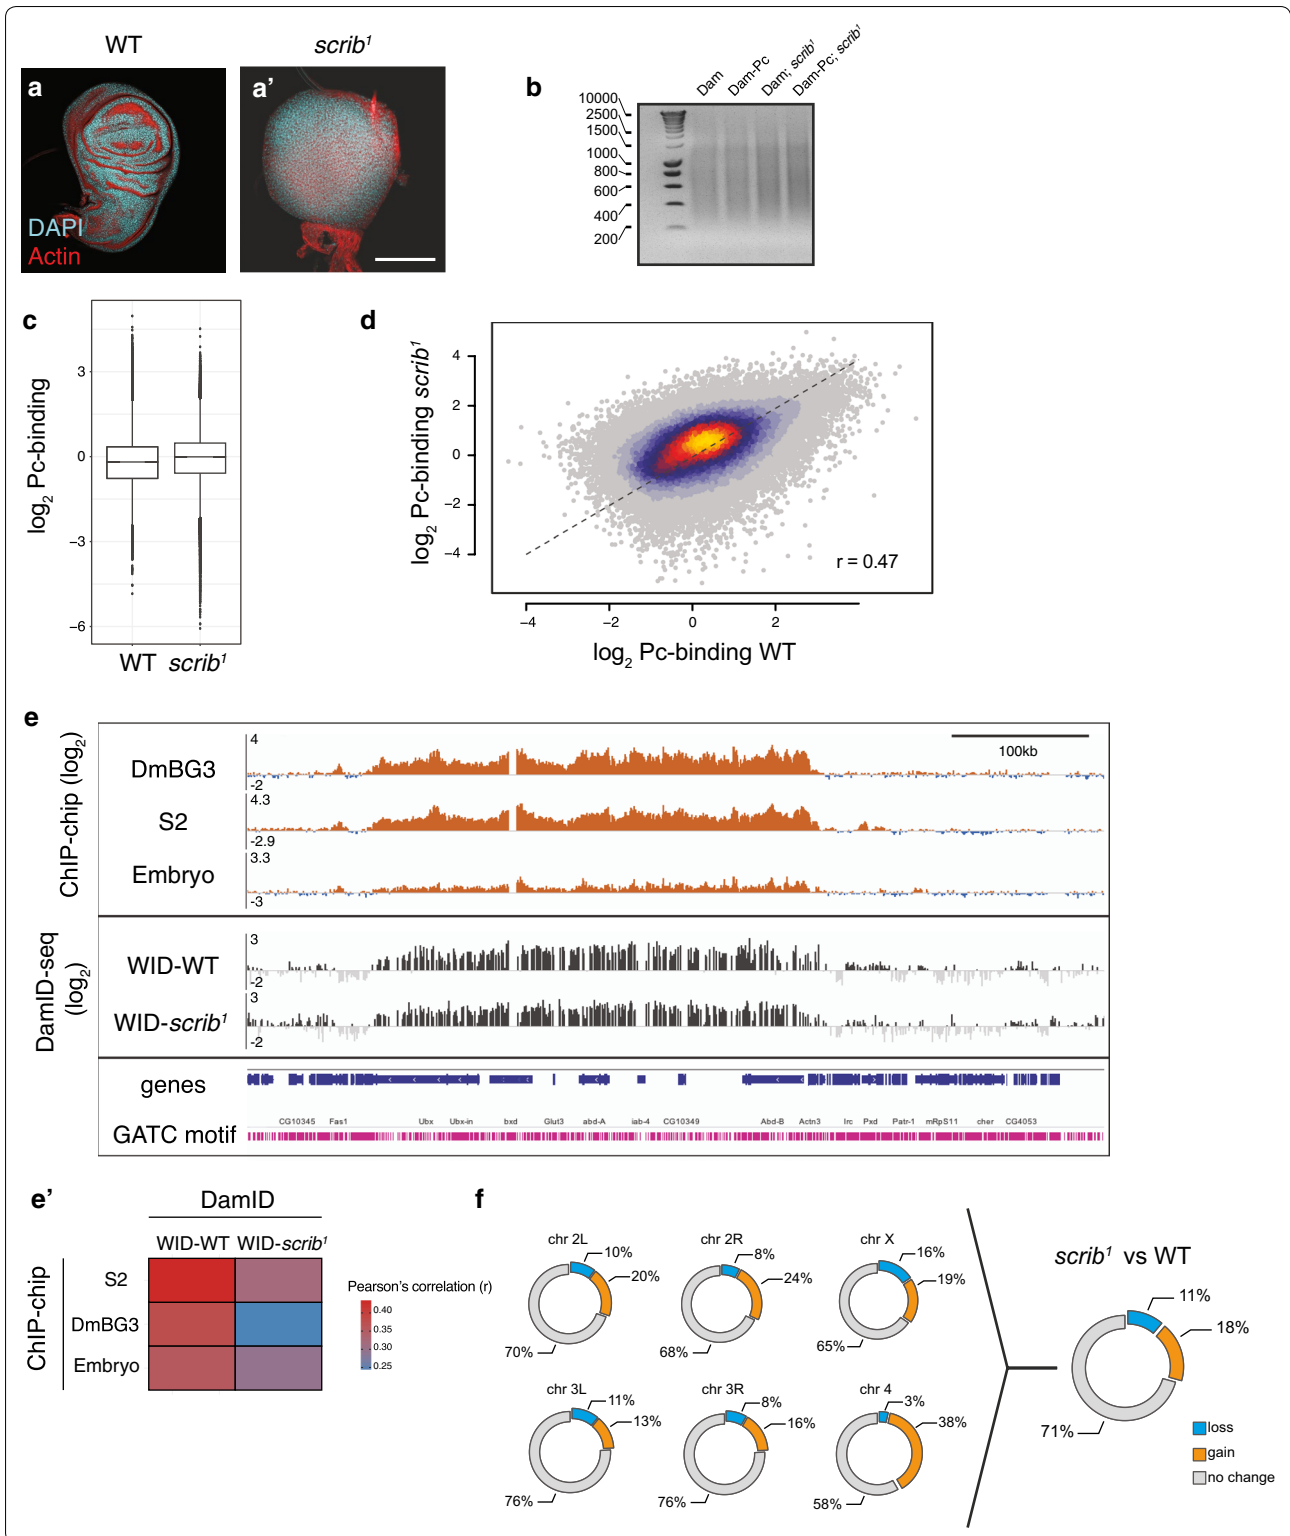 WT
scrib¹
a
a'
DAPI
Actin
b
Dam
Dam-Pc
Dam; scrib¹
Dam-Pc; scrib¹
10000
2500
1500
1000
800
600
400
200
c
log₂ Pc-binding
3
0
−3
−6
WT scrib¹
d
log₂ Pc-binding scrib¹
4
2
0
−2
−4
r = 0.47
−4 −2 0 2
log₂ Pc-binding WT
e
ChIP-chip (log₂)
DmBG3
4
-2
100kb
S2
4.3
-2.9
Embryo
3.3
-3
DamID-seq (log₂)
WID-WT
3
-2
WID-scrib¹
3
-2
genes
CG10345 Fas1 Ubx Ubx-in bxd Glut3 abd-A iab-4 CG10349 Abd-B Actn3 Irc Pxd Patr-1 mRpS11 cher CG4053
GATC motif
e'
DamID
WID-WT WID-scrib¹
ChIP-chip
S2
DmBG3
Embryo
Pearson's correlation (r)
0.40
0.35
0.30
0.25
f
chr 2L
10%
20%
70%
chr 2R
8%
24%
68%
chr X
16%
19%
65%
chr 3L
11%
13%
76%
chr 3R
8%
16%
76%
chr 4
3%
38%
58%
scrib¹ vs WT
11%
18%
71%
loss
gain
no change